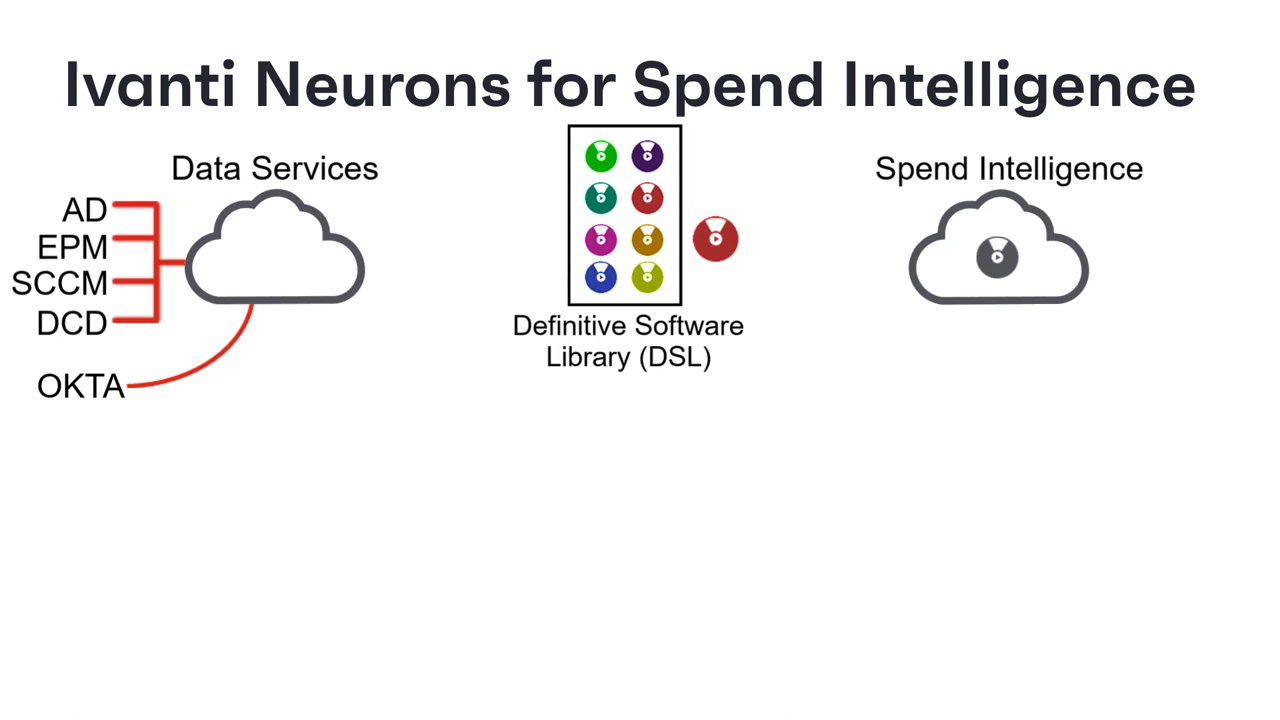 Ivanti Neurons for Spend Intelligence
Data Services
AD
EPM
SCCM
DCD
OKTA
Definitive Software
Library (DSL)
Spend Intelligence